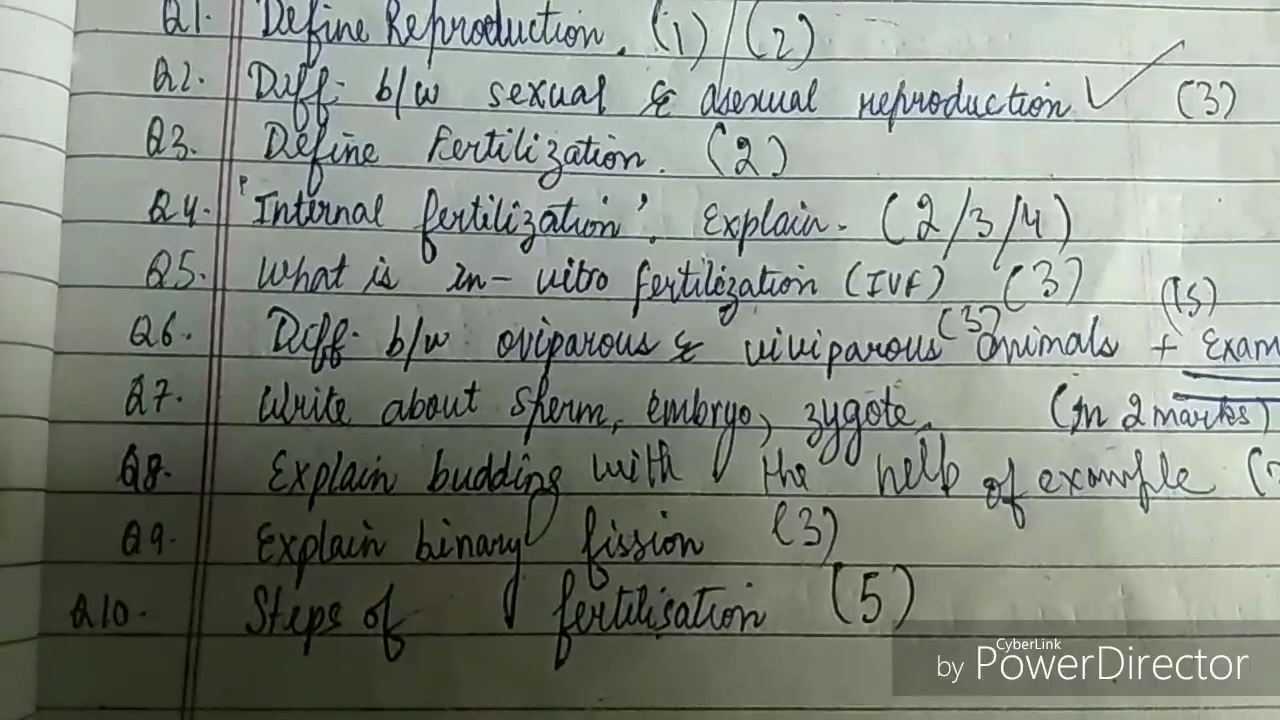 Q1. Define Reproduction. (1)/(2)
Q2. Diff. b/w sexual & asexual reproduction. (3)
Q3. Define Fertilization. (2)
Q4. "Internal fertilization'. Explain. (2/3/4)
Q5. What is in-vitro fertilization (IVF) (3)
Q6. Diff. b/w oviparous & viviparous (3) animals + Exam (5)
Q7. Write about sperm, embryo, zygote. (in 2 marks)
Q8. Explain budding with the help of example (
Q9. Explain binary fission (3)
Q10. Steps of fertilisation (5)
CyberLink
by PowerDirector